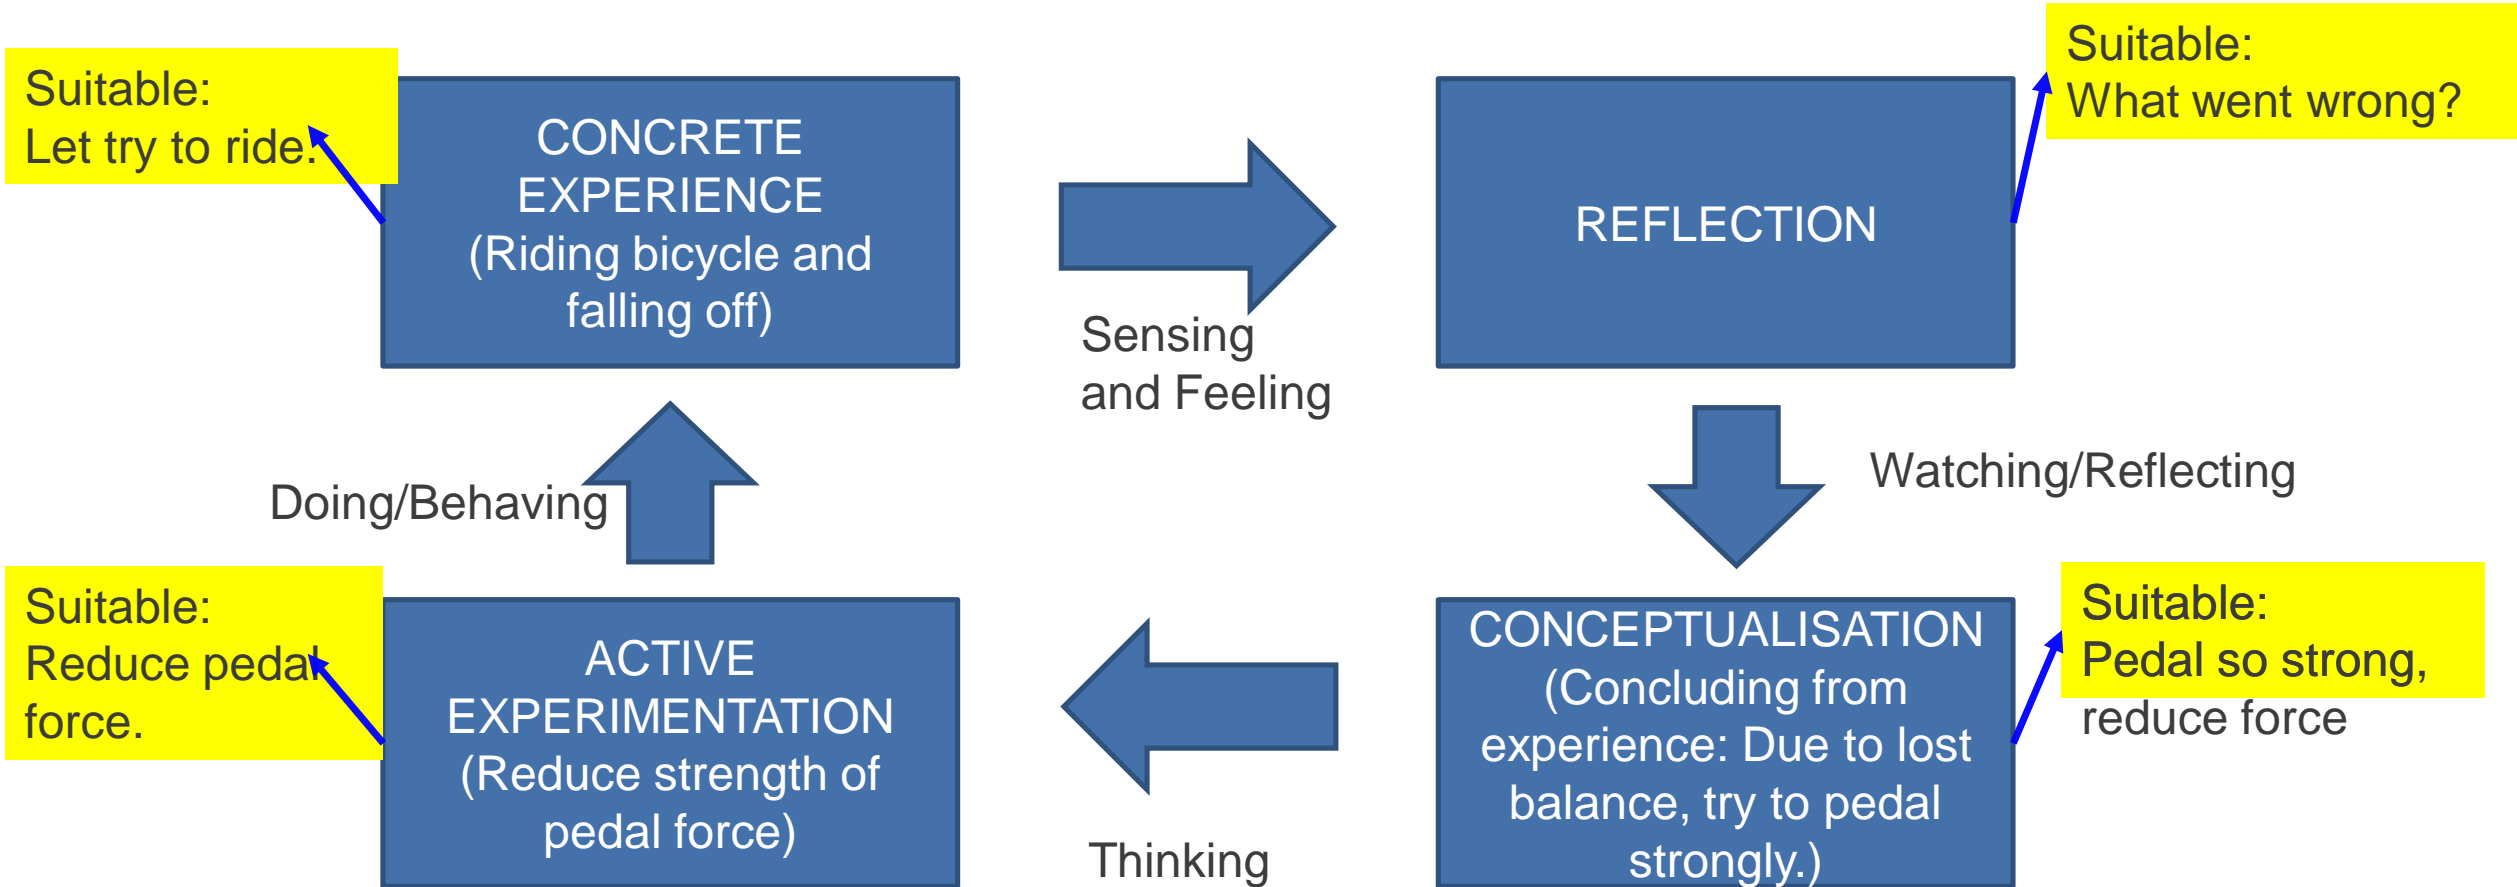 Suitable:
Let try to ride.
CONCRETE
EXPERIENCE
(Riding bicycle and
falling off)
Sensing
and Feeling
REFLECTION
Suitable:
What went wrong?
Doing/Behaving
Watching/Reflecting
Suitable:
Reduce pedal
force.
ACTIVE
EXPERIMENTATION
(Reduce strength of
pedal force)
Thinking
CONCEPTUALISATION
(Concluding from
experience: Due to lost
balance, try to pedal
strongly.)
Suitable:
Pedal so strong,
reduce force